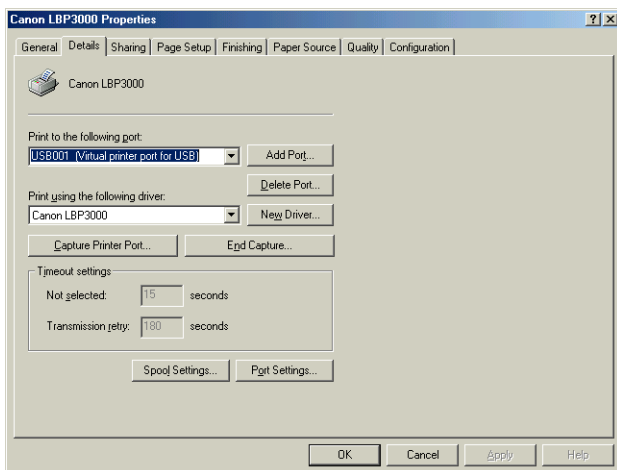 Canon LBP3000 Properties
General Details Sharing Page Setup Finishing Paper Source Quality Configuration
Canon LBP3000
Print to the following port:
USB001 (Virtual printer port for USB) Add Port...
Delete Port...
Print using the following driver:
Canon LBP3000 New Driver...
Capture Printer Port... End Capture...
Timeout settings
Not selected: 15 seconds
Transmission retry: 180 seconds
Spool Settings... Port Settings...
OK Cancel Apply Help